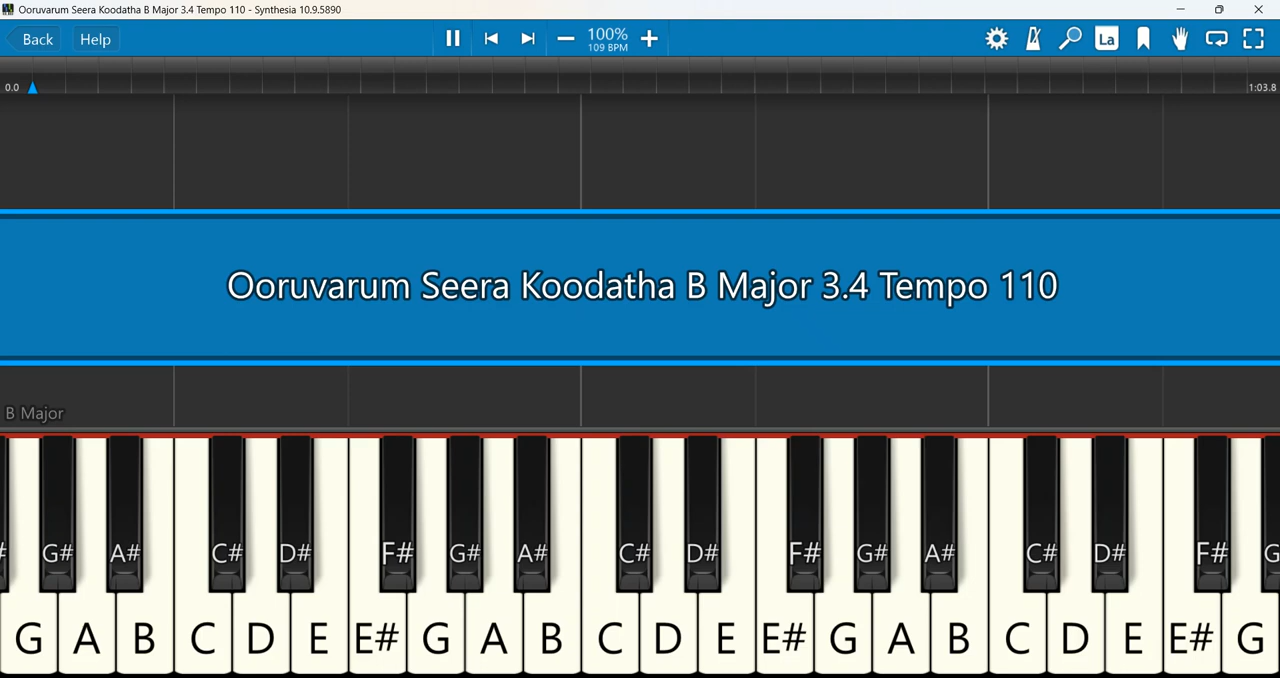 Ooruvarum Seera Koodatha B Major 3.4 Tempo 110 - Synthesia 10.9.5890
Back Help 100% La
109 BPM
0.0 1:03.8
Ooruvarum Seera Koodatha B Major 3.4 Tempo 110
B Major
# G# A# C# D# F# G# A# C# D# F# G# A# C# D# F# G
G A B C D E E# G A B C D E E# G A B C D E E# G